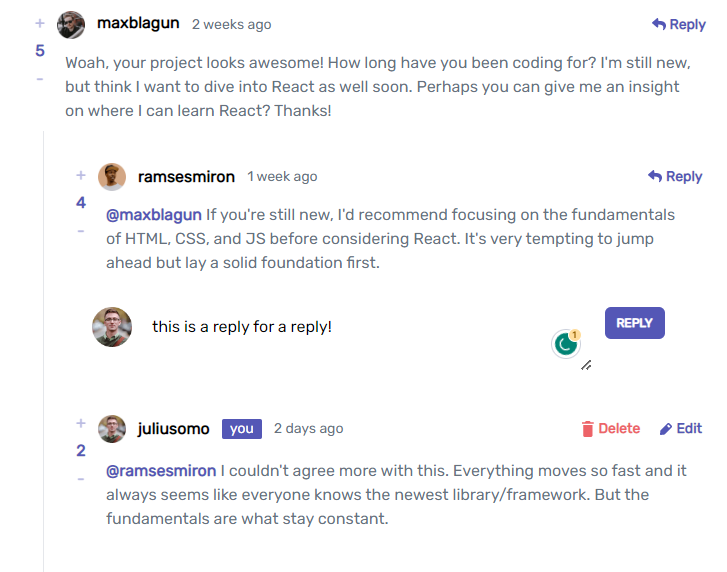 + maxblagun 2 weeks ago Reply
5
-
Woah, your project looks awesome! How long have you been coding for? I'm still new,
but think I want to dive into React as well soon. Perhaps you can give me an insight
on where I can learn React? Thanks!
+ ramsesmiron 1 week ago Reply
4
-
@maxblagun If you're still new, I'd recommend focusing on the fundamentals
of HTML, CSS, and JS before considering React. It's very tempting to jump
ahead but lay a solid foundation first.
this is a reply for a reply!
REPLY
1
+ juliusomo you 2 days ago Delete Edit
2
-
@ramsesmiron I couldn't agree more with this. Everything moves so fast and it
always seems like everyone knows the newest library/framework. But the
fundamentals are what stay constant.